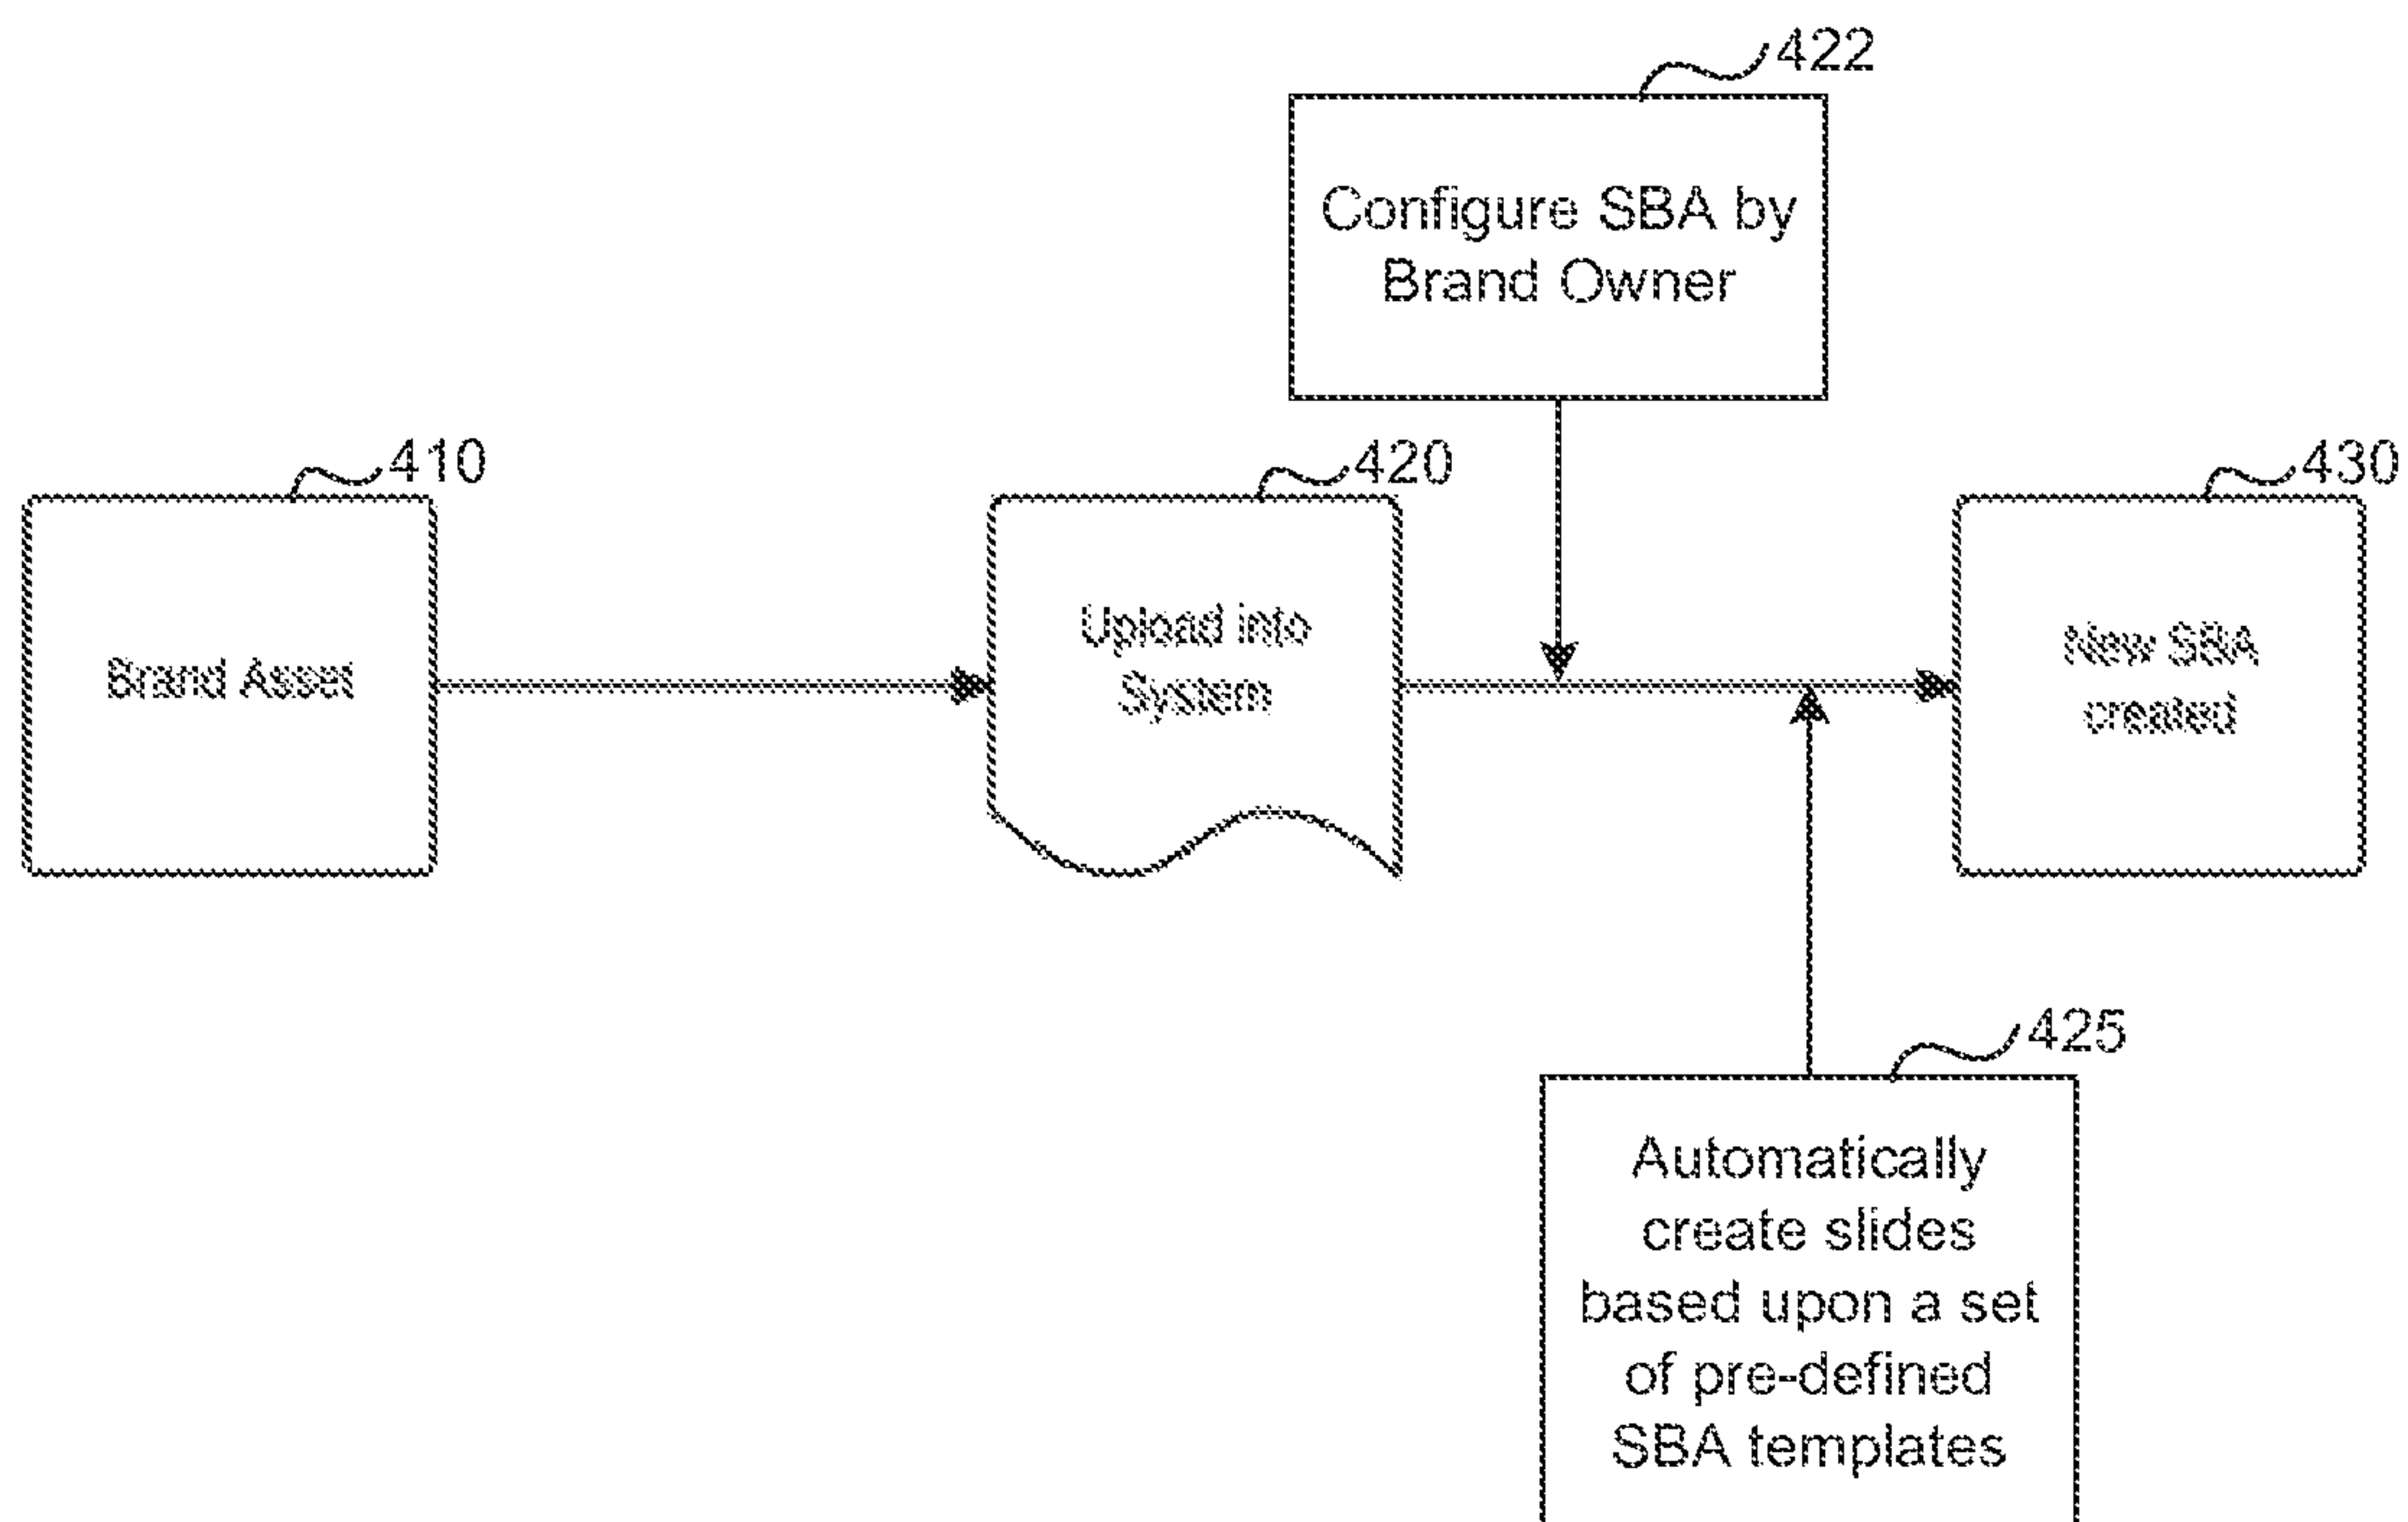 422
Configure SBA by
Brand Owner
410
420
430
Brand Asset
Upload into
System
New SBA
created
425
Automatically
create slides
based upon a set
of pre-defined
SBA templates